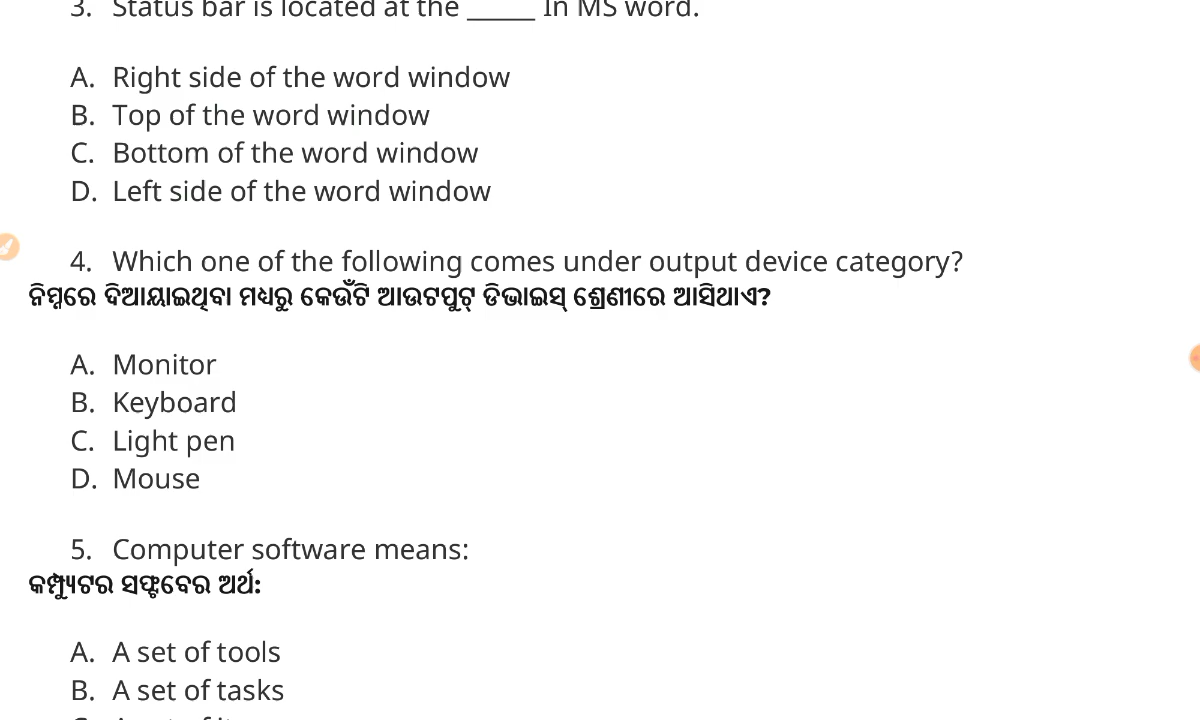 3. Status bar is located at the _____ In MS word.
A. Right side of the word window
B. Top of the word window
C. Bottom of the word window
D. Left side of the word window
4. Which one of the following comes under output device category?
ନିମ୍ନରେ ଦିଆୟାଇଥିବା ମଧ୍ୟରୁ କେଉଁଟି ଆଉଟପୁଟ୍ ଡିଭାଇସ୍ ଶ୍ରେଣୀରେ ଆସିଥାଏ?
A. Monitor
B. Keyboard
C. Light pen
D. Mouse
5. Computer software means:
କମ୍ପ୍ୟୁଟର ସଫ୍ଟବେର ଅର୍ଥ:
A. A set of tools
B. A set of tasks